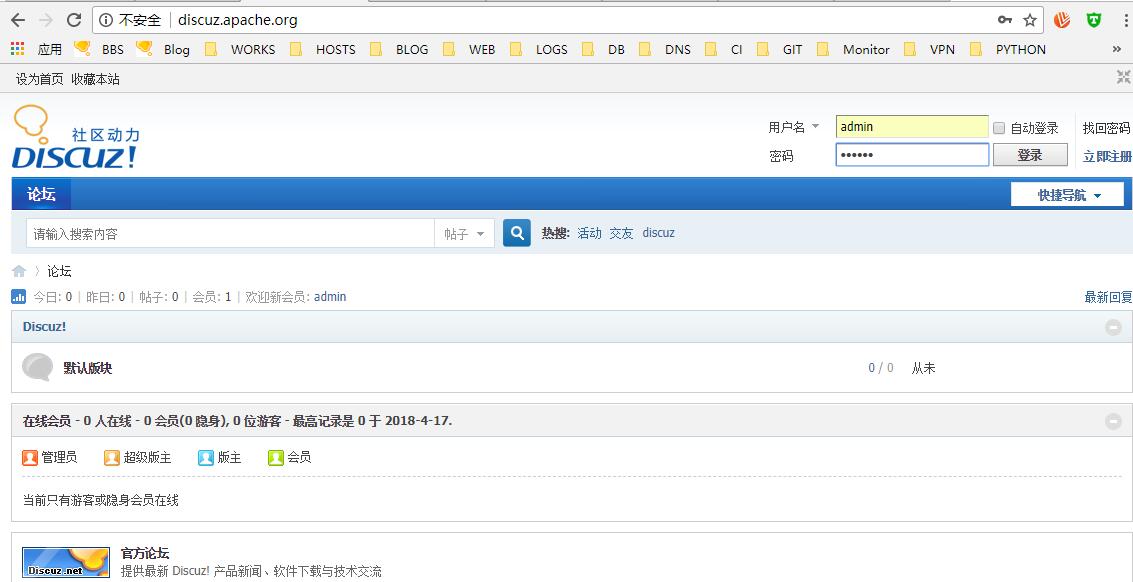 不安全 discuz.apache.org
应用 BBS Blog WORKS HOSTS BLOG WEB LOGS DB DNS CI GIT Monitor VPN PYTHON »
设为首页 收藏本站
社区动力
DISCUZ!
用户名 admin 自动登录 找回密码
密码 •••••• 登录 立即注册
论坛 快捷导航
请输入搜索内容 帖子 热搜: 活动 交友 discuz
〉 论坛
今日: 0 | 昨日: 0 | 帖子: 0 | 会员: 1 | 欢迎新会员: admin 最新回复
Discuz!
默认版块 0 / 0 从未
在线会员 - 0 人在线 - 0 会员(0 隐身), 0 位游客 - 最高记录是 0 于 2018-4-17.
管理员 超级版主 版主 会员
当前只有游客或隐身会员在线
Discuz.net 官方论坛
提供最新 Discuz! 产品新闻、软件下载与技术交流